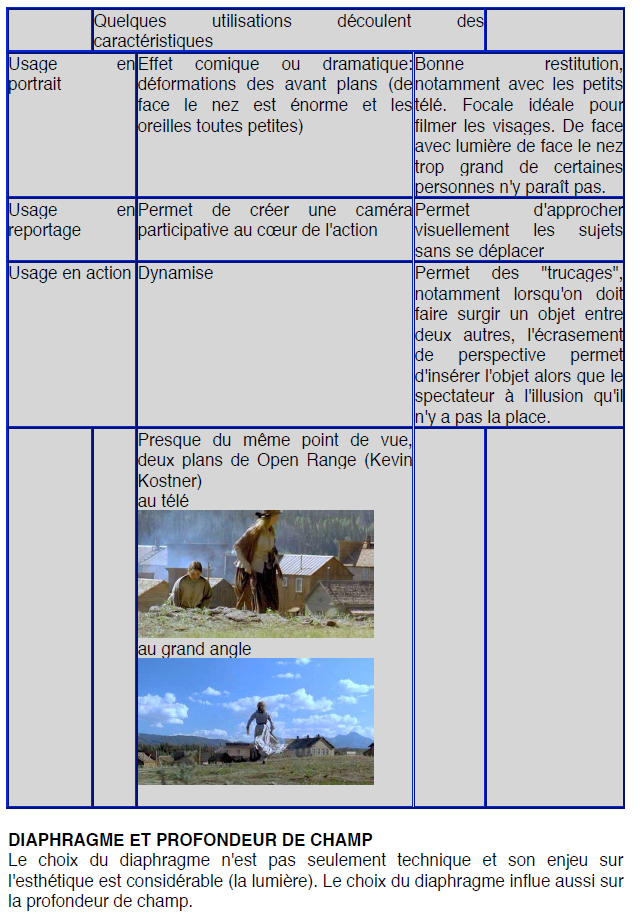 Quelques utilisations découlent des
caractéristiques
Usage en
portrait
Effet comique ou dramatique:
déformations des avant plans (de
face le nez est énorme et les
oreilles toutes petites)
Bonne restitution,
notamment avec les petits
télé. Focale idéale pour
filmer les visages. De face
avec lumière de face le nez
trop grand de certaines
personnes n'y paraît pas.
Usage en
reportage
Permet de créer une caméra
participative au cœur de l'action
Permet d'approcher
visuellement les sujets
sans se déplacer
Usage en action
Dynamise
Permet des "trucages",
notamment lorsqu'on doit
faire surgir un objet entre
deux autres, l'écrasement
de perspective permet
d'insérer l'objet alors que le
spectateur à l'illusion qu'il
n'y a pas la place.
Presque du même point de vue,
deux plans de Open Range (Kevin
Kostner)
au télé
au grand angle
DIAPHRAGME ET PROFONDEUR DE CHAMP
Le choix du diaphragme n'est pas seulement technique et son enjeu sur
l'esthétique est considérable (la lumière). Le choix du diaphragme influe aussi sur
la profondeur de champ.